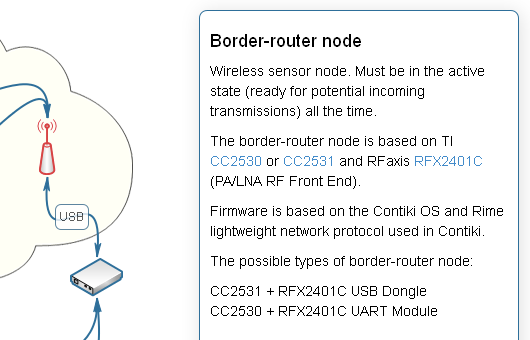 Border-router node
Wireless sensor node. Must be in the active
state (ready for potential incoming
transmissions) all the time.
The border-router node is based on TI
CC2530 or CC2531 and RFaxis RFX2401C
(PA/LNA RF Front End).
Firmware is based on the Contiki OS and Rime
lightweight network protocol used in Contiki.
The possible types of border-router node:
CC2531 + RFX2401C USB Dongle
CC2530 + RFX2401C UART Module
USB